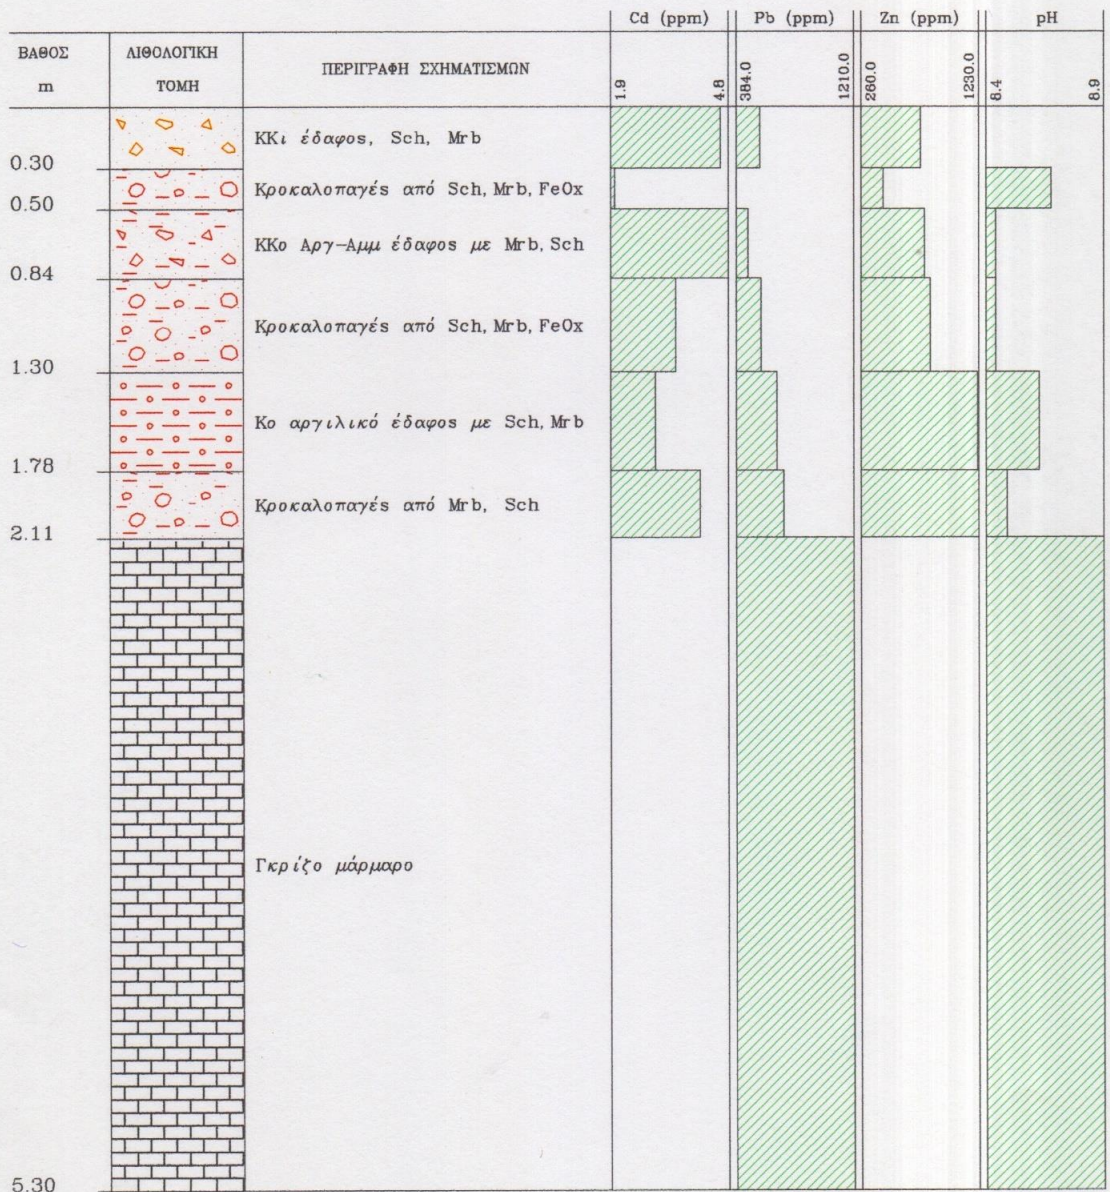 Cd (ppm) Pb (ppm) Zn (ppm) pH
ΒΑΘΟΣ ΛΙΘΟΛΟΓΙΚΗ ΠΕΡΙΓΡΑΦΗ ΣΧΗΜΑΤΙΣΜΩΝ
m ΤΟΜΗ
1.9 4.8 384.0 1210.0 260.0 1230.0 8.4 8.9
ΚΚι έδαφος, Sch, Mrb
0.30
Κροκαλοπαγές από Sch, Mrb, FeOx
0.50
ΚΚο Αργ-Αμμ έδαφος με Mrb, Sch
0.84
Κροκαλοπαγές από Sch, Mrb, FeOx
1.30
Κο αργιλικό έδαφος με Sch, Mrb
1.78
Κροκαλοπαγές από Mrb, Sch
2.11
Γκρίζο μάρμαρο
5.30